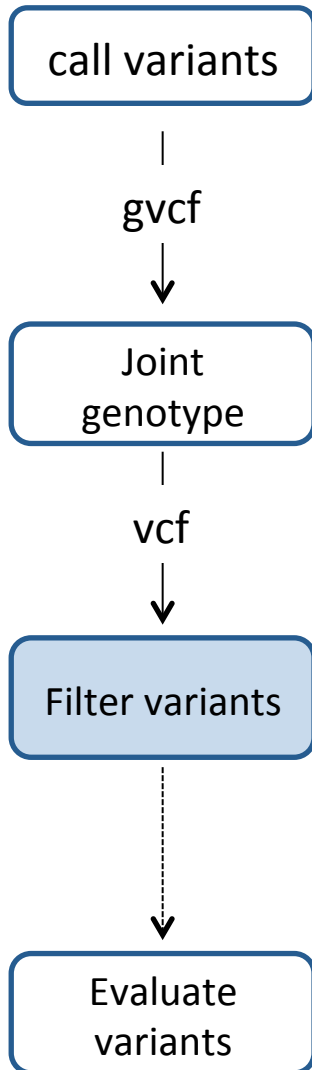 call variants
gvcf
Joint
genotype
vcf
Filter variants
Evaluate
variants